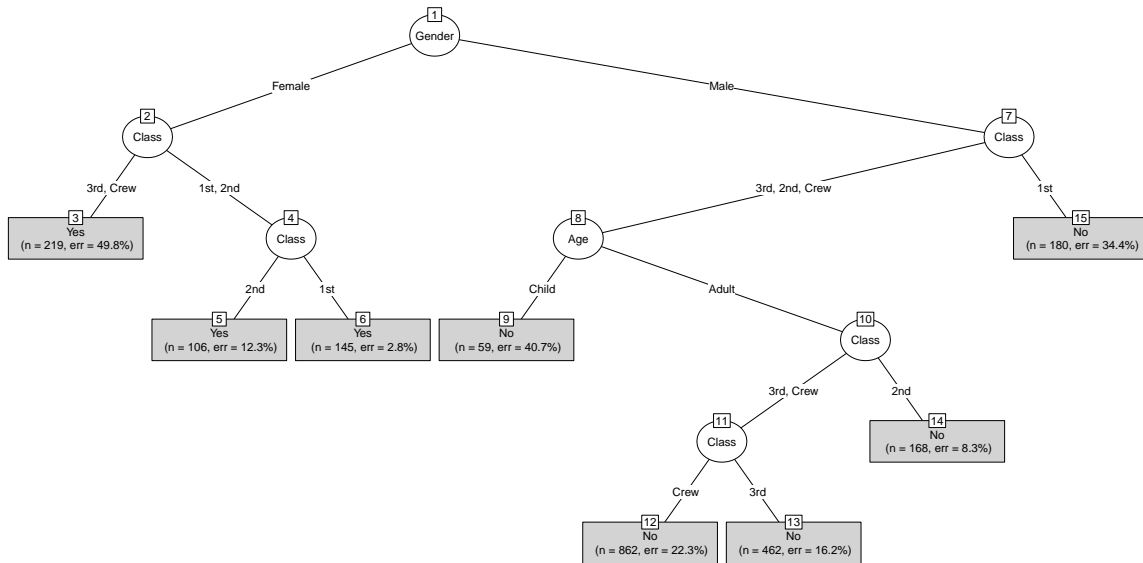 1
Gender
Female
Male
2
Class
7
Class
3rd, Crew
1st, 2nd
3rd, 2nd, Crew
1st
3
Yes
(n = 219, err = 49.8%)
4
Class
8
Age
15
No
(n = 180, err = 34.4%)
2nd
1st
Child
Adult
5
Yes
(n = 106, err = 12.3%)
6
Yes
(n = 145, err = 2.8%)
9
No
(n = 59, err = 40.7%)
10
Class
3rd, Crew
2nd
11
Class
14
No
(n = 168, err = 8.3%)
Crew
3rd
12
No
(n = 862, err = 22.3%)
13
No
(n = 462, err = 16.2%)